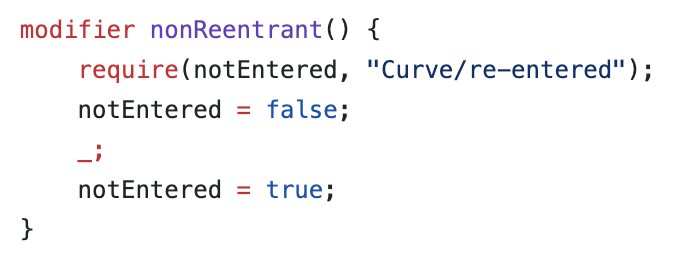 modifier nonReentrant() {
    require(notEntered, "Curve/re-entered");
    notEntered = false;
    _;
    notEntered = true;
}